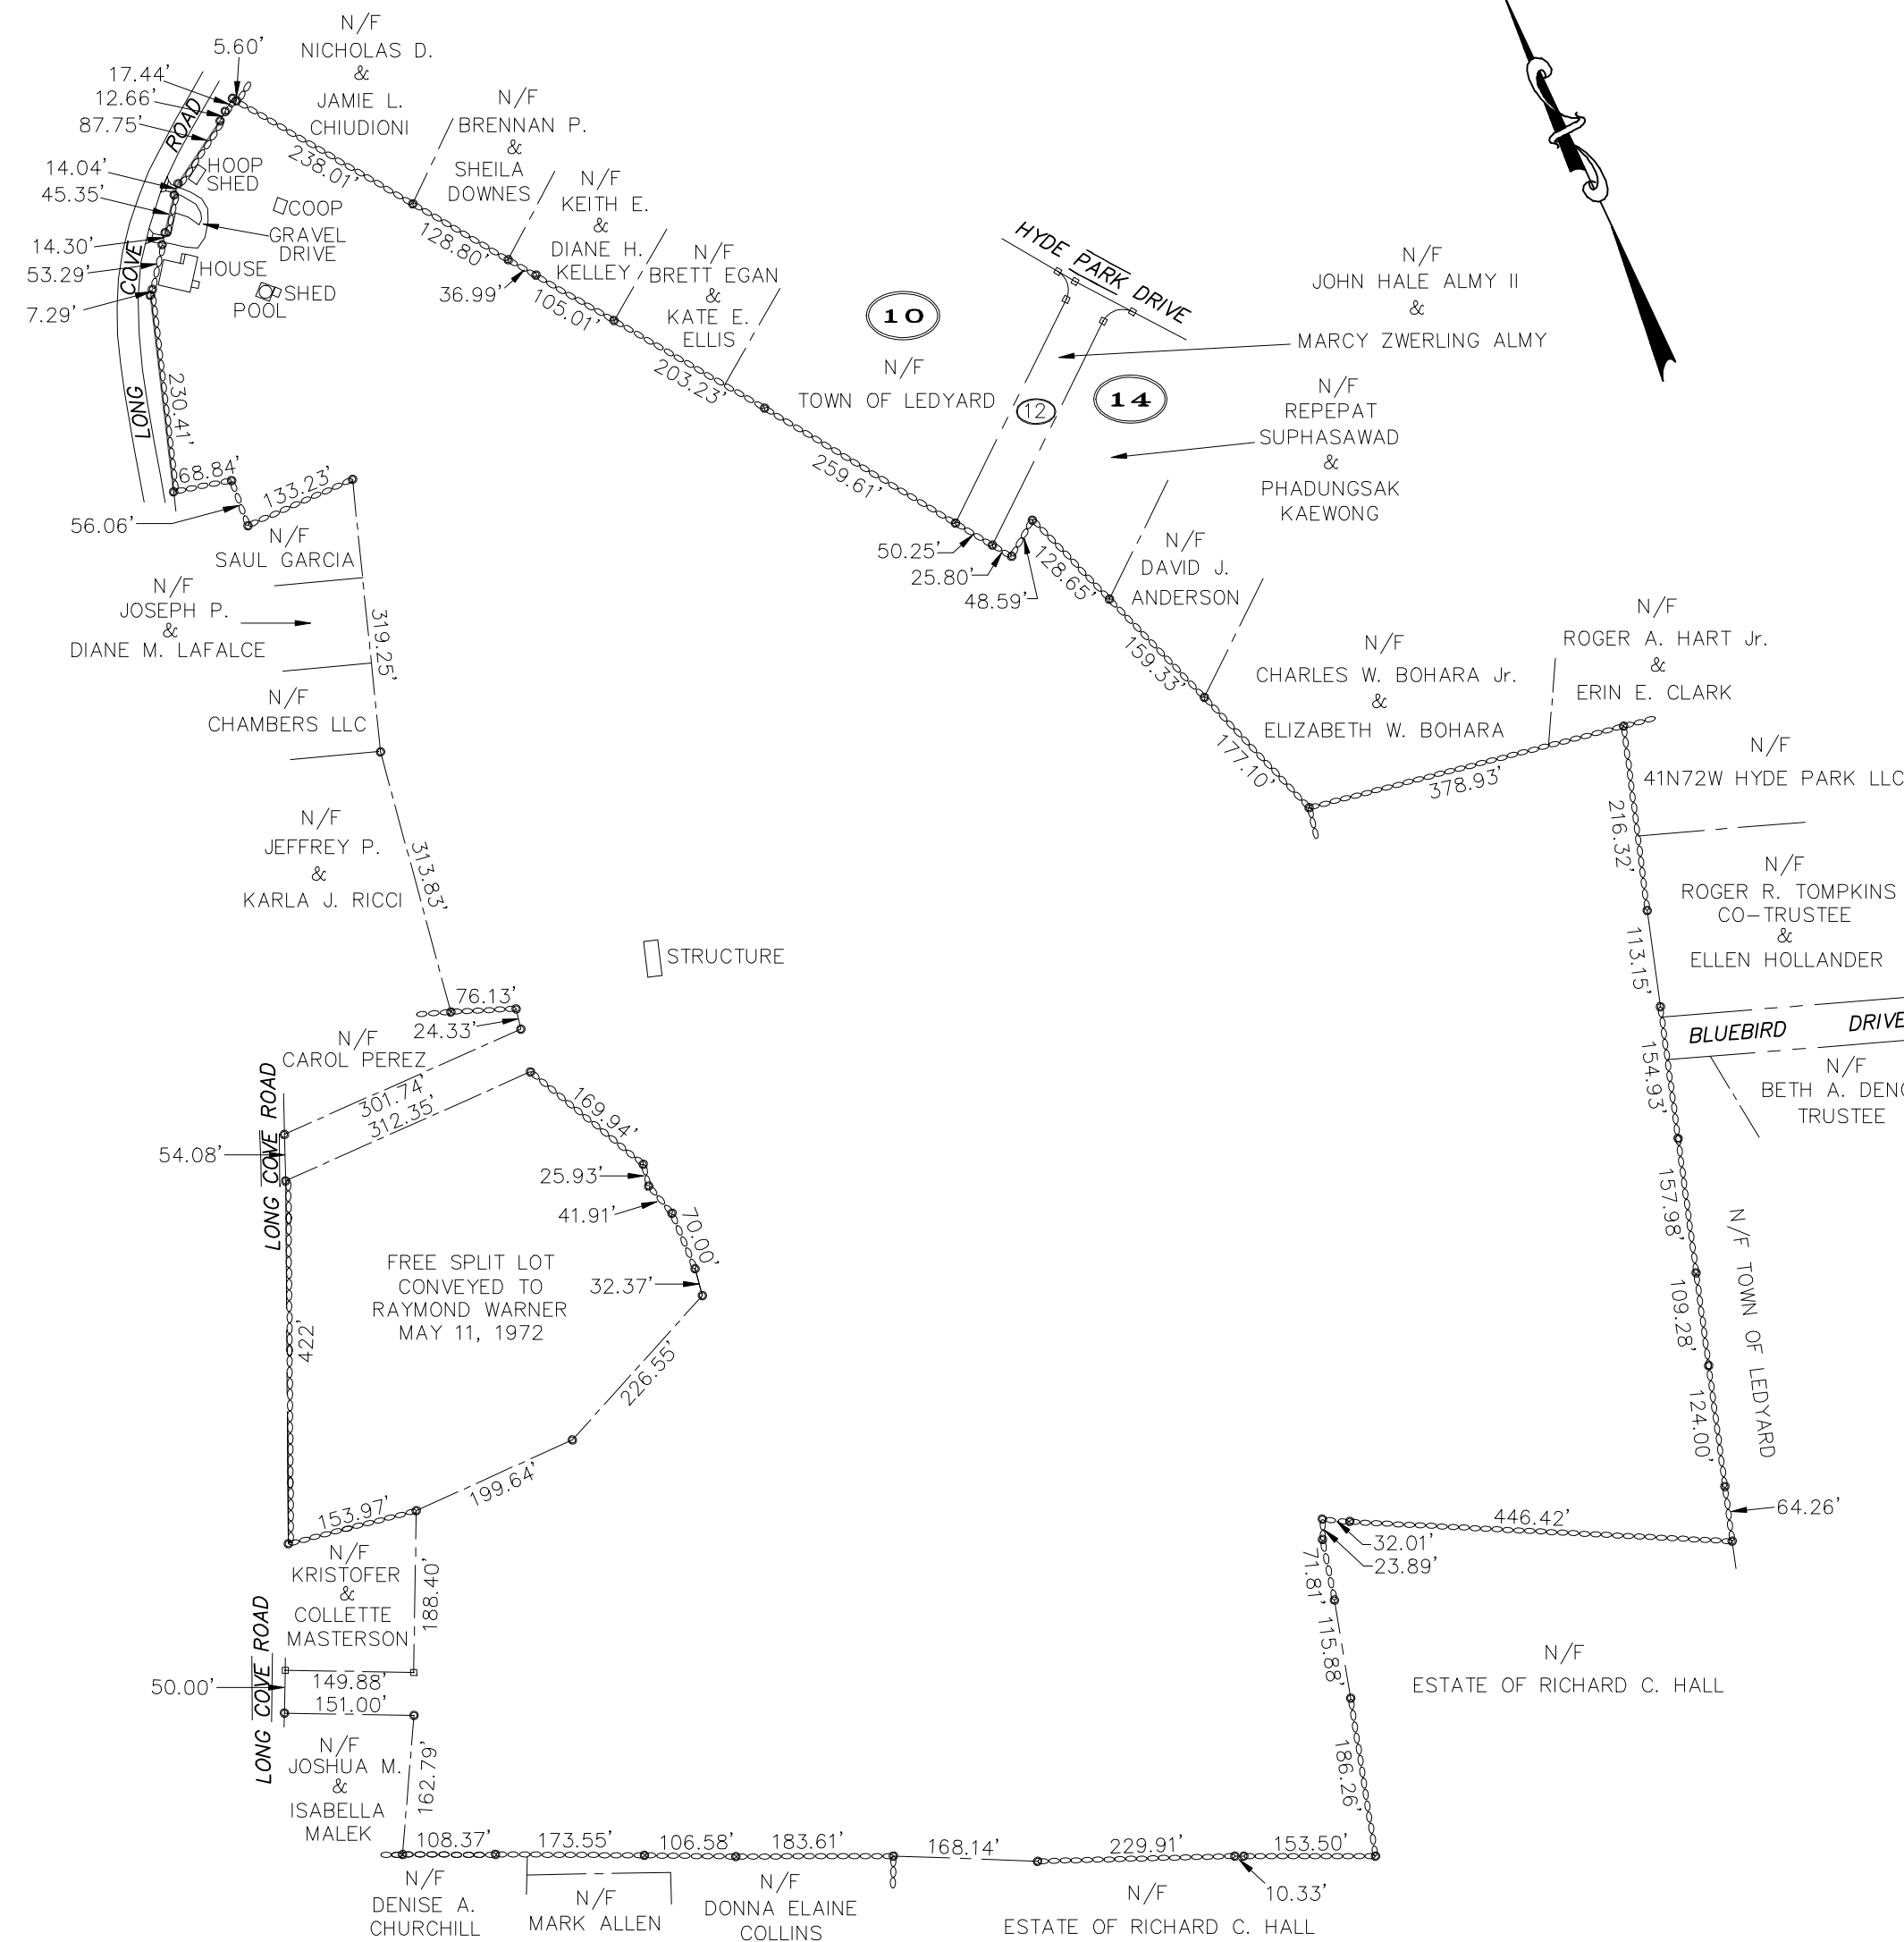 N/F
NICHOLAS D.
&
JAMIE L.
CHIUDIONI
5.60'
17.44'
12.66'
87.75'
14.04'
45.35'
14.30'
53.29'
7.29'
LONG COVE ROAD
HOOP
SHED
COOP
GRAVEL
DRIVE
HOUSE
SHED
POOL
238.01'
N/F
BRENNAN P.
&
SHEILA
DOWNES
128.80'
36.99'
N/F
KEITH E.
&
DIANE H.
KELLEY
105.01'
N/F
BRETT EGAN
&
KATE E.
ELLIS
203.23'
10
N/F
TOWN OF LEDYARD
259.61'
HYDE PARK DRIVE
12
14
N/F
JOHN HALE ALMY II
&
MARCY ZWERLING ALMY
N/F
REPEPAT
SUPHASAWAD
&
PHADUNGSAK
KAEWONG
50.25'
25.80'
48.59'
128.65'
N/F
DAVID J.
ANDERSON
159.33'
N/F
CHARLES W. BOHARA Jr.
&
ELIZABETH W. BOHARA
177.10'
N/F
ROGER A. HART Jr.
&
ERIN E. CLARK
378.93'
N/F
41N72W HYDE PARK LLC
216.32'
N/F
ROGER R. TOMPKINS
CO-TRUSTEE
&
ELLEN HOLLANDER
113.15'
BLUEBIRD DRIVE
154.93'
N/F
BETH A.
TRUSTEE
157.98'
109.28'
N/F TOWN OF LEDYARD
124.00'
64.26'
446.42'
32.01'
23.89'
71.81'
115.88'
186.26'
N/F
ESTATE OF RICHARD C. HALL
230.41'
68.84'
56.06'
133.23'
N/F
SAUL GARCIA
N/F
JOSEPH P.
&
DIANE M. LAFALCE
319.25'
N/F
CHAMBERS LLC
N/F
JEFFREY P.
&
KARLA J. RICCI
313.83'
STRUCTURE
76.13'
24.33'
N/F
CAROL PEREZ
301.74'
312.35'
LONG COVE ROAD
54.08'
169.94'
25.93'
41.91'
70.00'
32.37'
FREE SPLIT LOT
CONVEYED TO
RAYMOND WARNER
MAY 11, 1972
422'
226.55'
199.64'
153.97'
N/F
KRISTOFER
&
COLLETTE
MASTERSON
188.40'
LONG COVE ROAD
50.00'
149.88'
151.00'
N/F
JOSHUA M.
&
ISABELLA
MALEK
162.79'
108.37'
173.55'
106.58'
183.61'
168.14'
229.91'
153.50'
10.33'
N/F
DENISE A.
CHURCHILL
N/F
MARK ALLEN
N/F
DONNA ELAINE
COLLINS
N/F
ESTATE OF RICHARD C. HALL